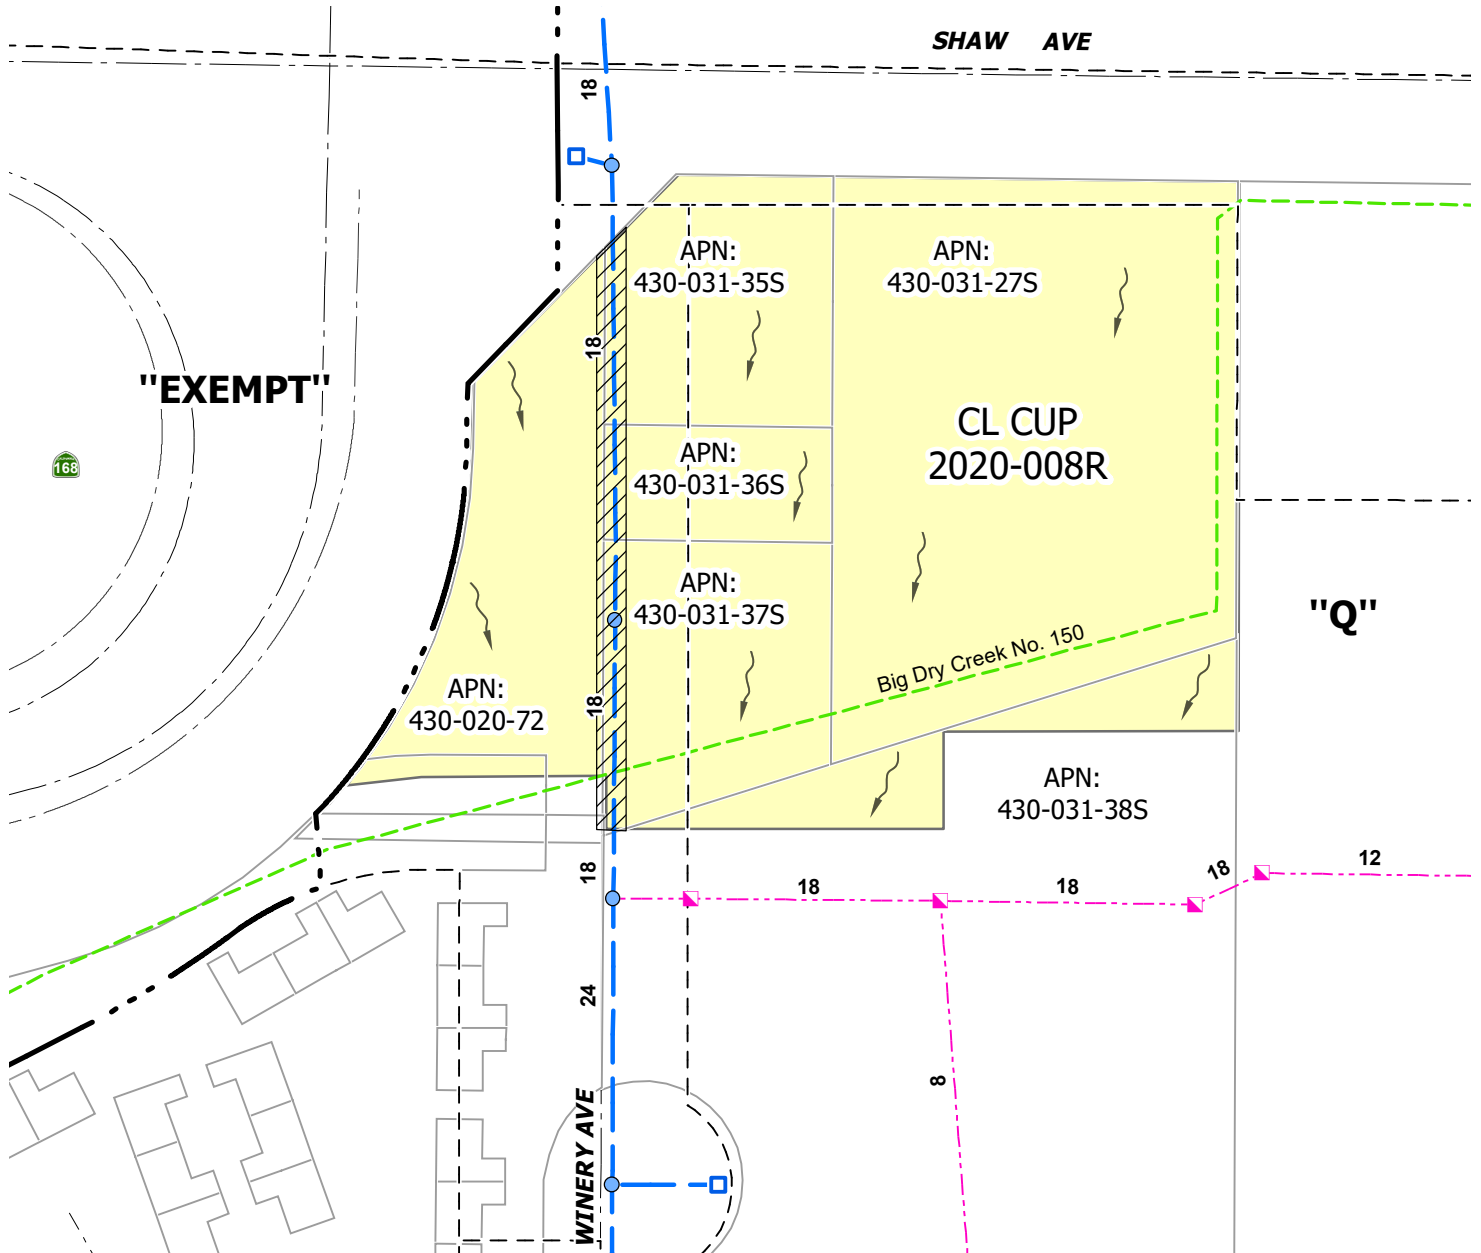 SHAW AVE
18
APN:
430-031-35S
APN:
430-031-27S
18
"EXEMPT"
168
CL CUP
2020-008R
APN:
430-031-36S
APN:
430-031-37S
"Q"
Big Dry Creek No. 150
APN:
430-020-72
18
APN:
430-031-38S
18
18
18
18
12
24
8
WINERY AVE